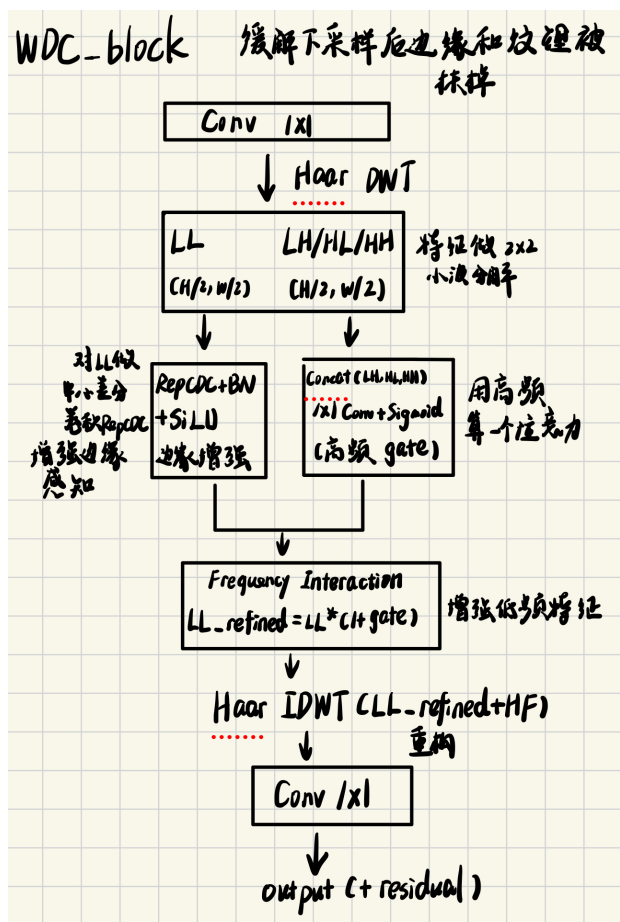 WDC_block 缓解下采样后边缘和纹理被
抹掉
Conv 1x1
Haar DWT
LL LH/HL/HH
(H/2, W/2) (H/2, W/2)
特征做 2x2
小波分解
对LL做
中心差分
卷积RepCDC
增强边缘
感知
RepCDC+BN
+SiLU
边缘增强
Concat(LH,HL,HH)
1x1 Conv+Sigmoid
(高频 gate)
用高频
算一个注意力
Frequency Interaction
LL_refined=LL*(1+gate)
增强低频特征
Haar IDWT (LL_refined+HF)
重构
Conv 1x1
output (+ residual)